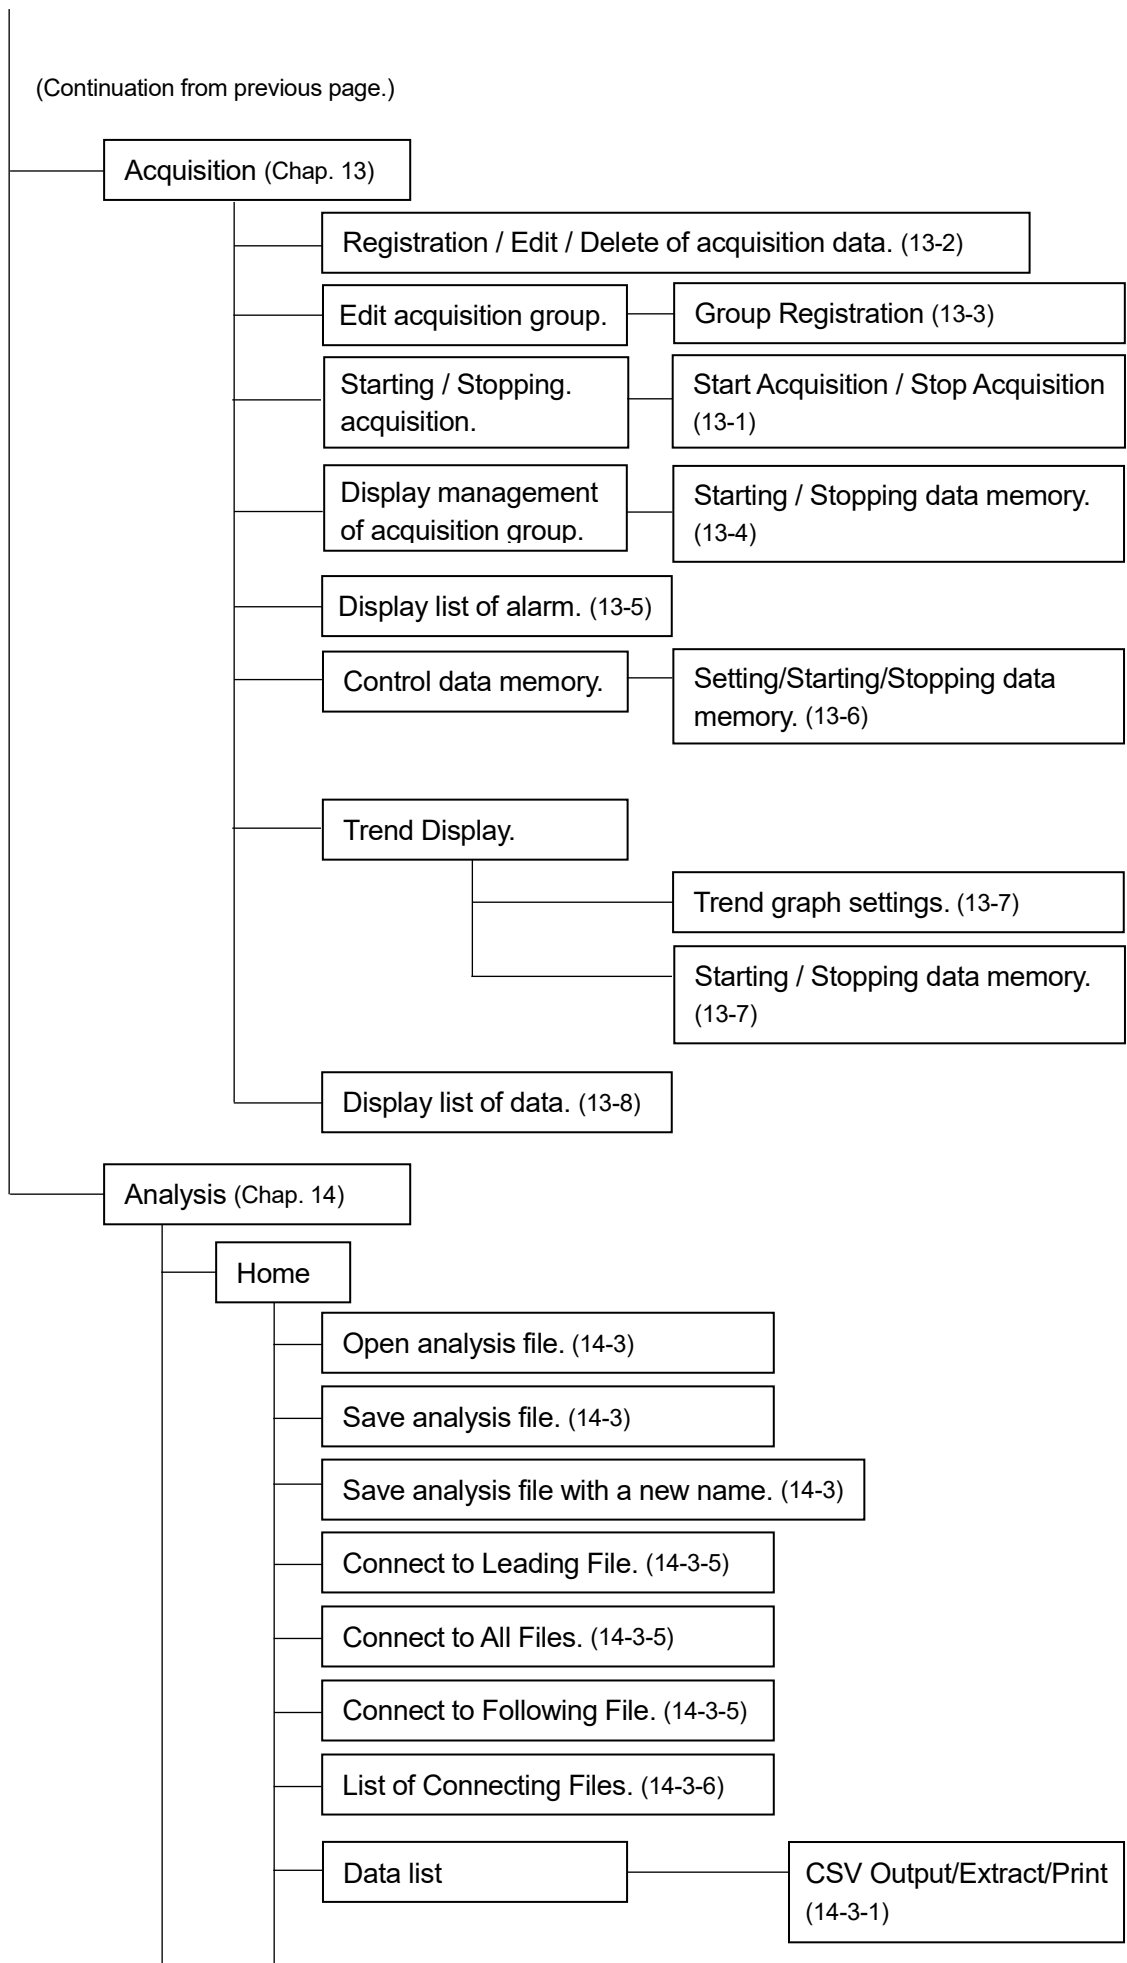 (Continuation from previous page.)
Acquisition (Chap. 13)
Registration / Edit / Delete of acquisition data. (13-2)
Edit acquisition group.
Group Registration (13-3)
Starting / Stopping.
acquisition.
Start Acquisition / Stop Acquisition
(13-1)
Display management
of acquisition group.
Starting / Stopping data memory.
(13-4)
Display list of alarm. (13-5)
Control data memory.
Setting/Starting/Stopping data
memory. (13-6)
Trend Display.
Trend graph settings. (13-7)
Starting / Stopping data memory.
(13-7)
Display list of data. (13-8)
Analysis (Chap. 14)
Home
Open analysis file. (14-3)
Save analysis file. (14-3)
Save analysis file with a new name. (14-3)
Connect to Leading File. (14-3-5)
Connect to All Files. (14-3-5)
Connect to Following File. (14-3-5)
List of Connecting Files. (14-3-6)
Data list
CSV Output/Extract/Print
(14-3-1)